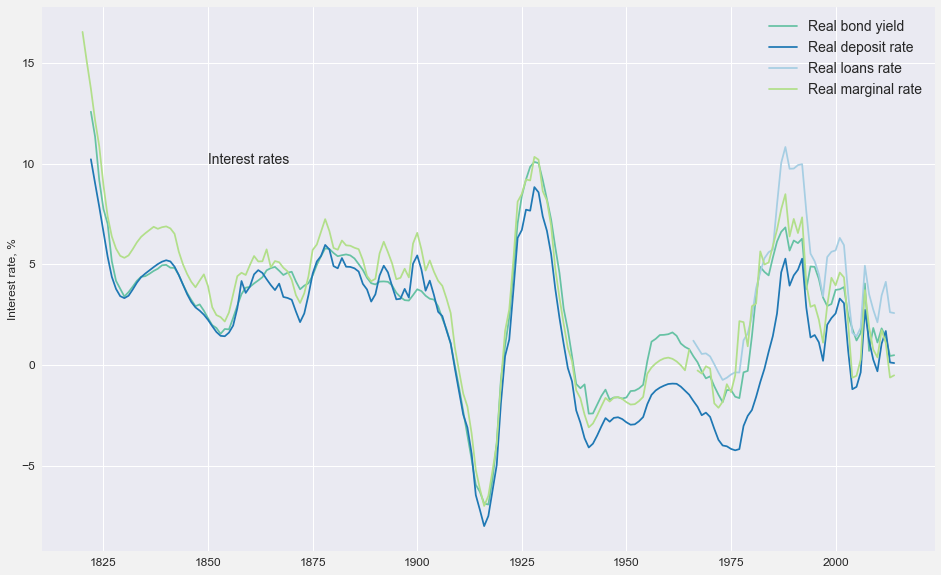 Real bond yield
Real deposit rate
Real loans rate
Real marginal rate
Interest rates
Interest rate, %
15
10
5
0
−5
1825
1850
1875
1900
1925
1950
1975
2000